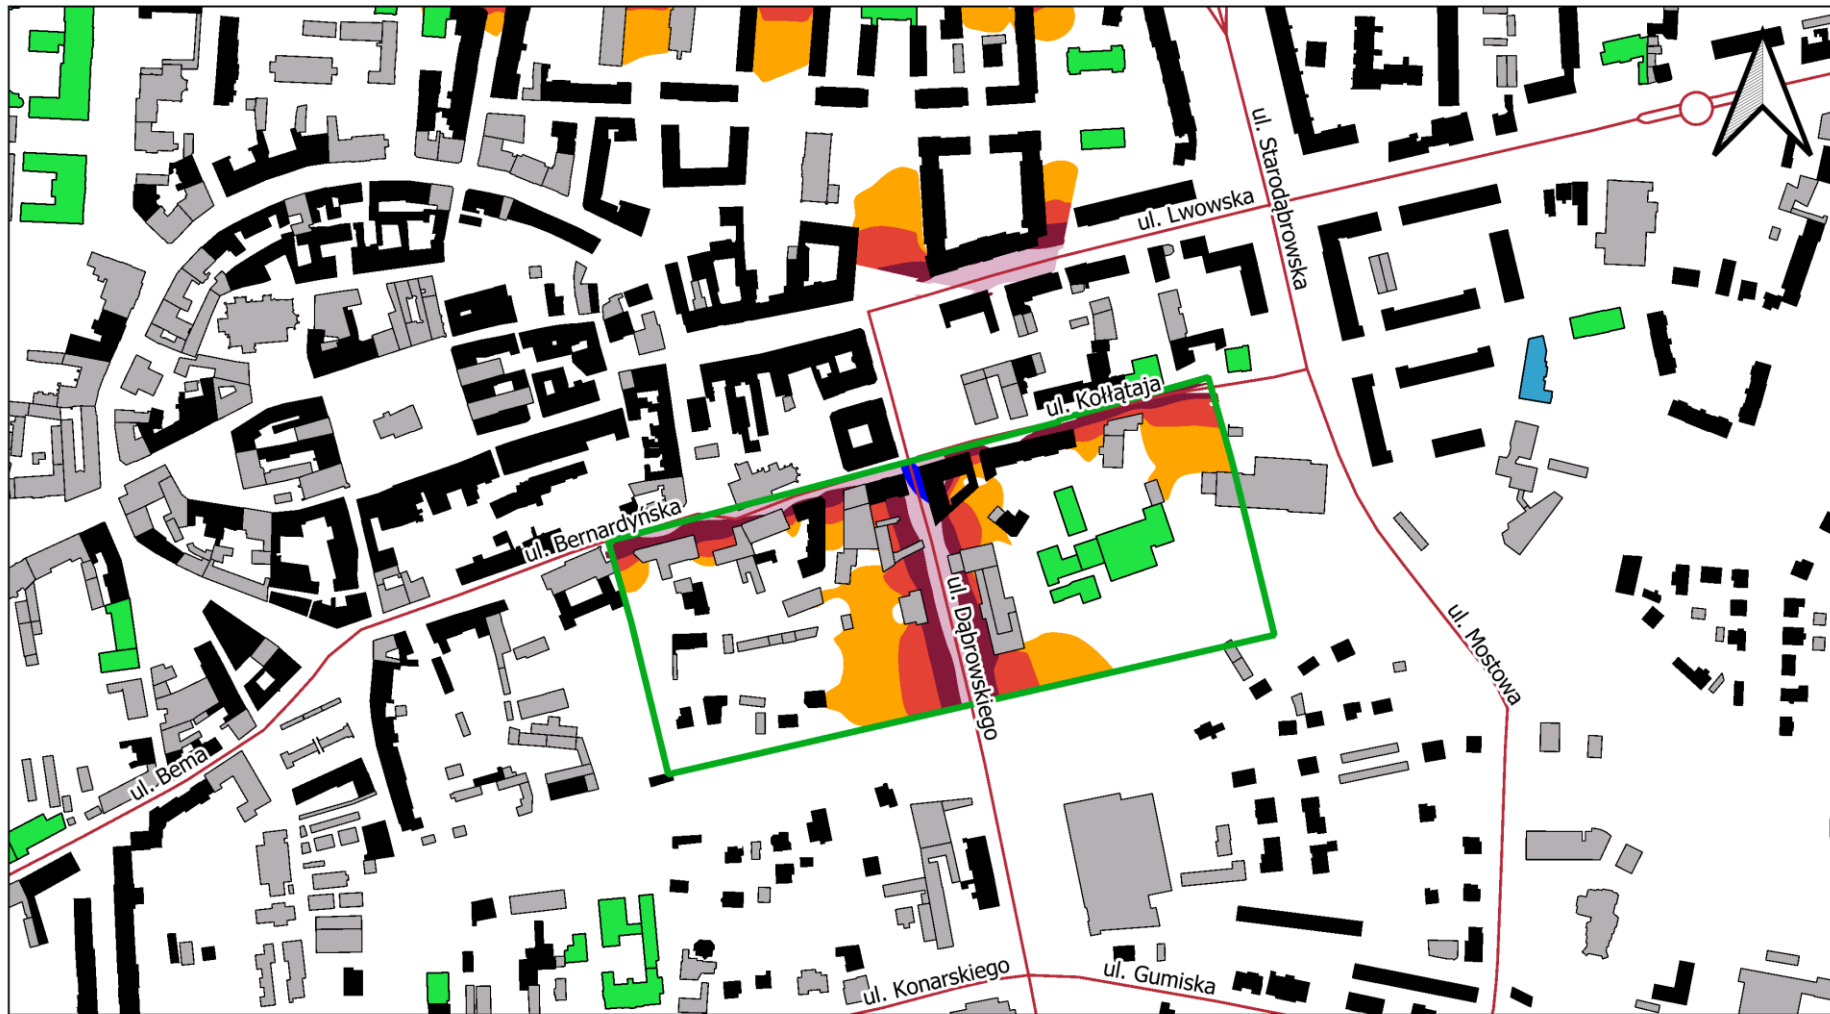 ul. Starodąbrowska
ul. Lwowska
ul. Kołłątaja
ul. Bernardyńska
ul. Dąbrowskiego
ul. Mostowa
ul. Bema
ul. Konarskiego
ul. Gumiska